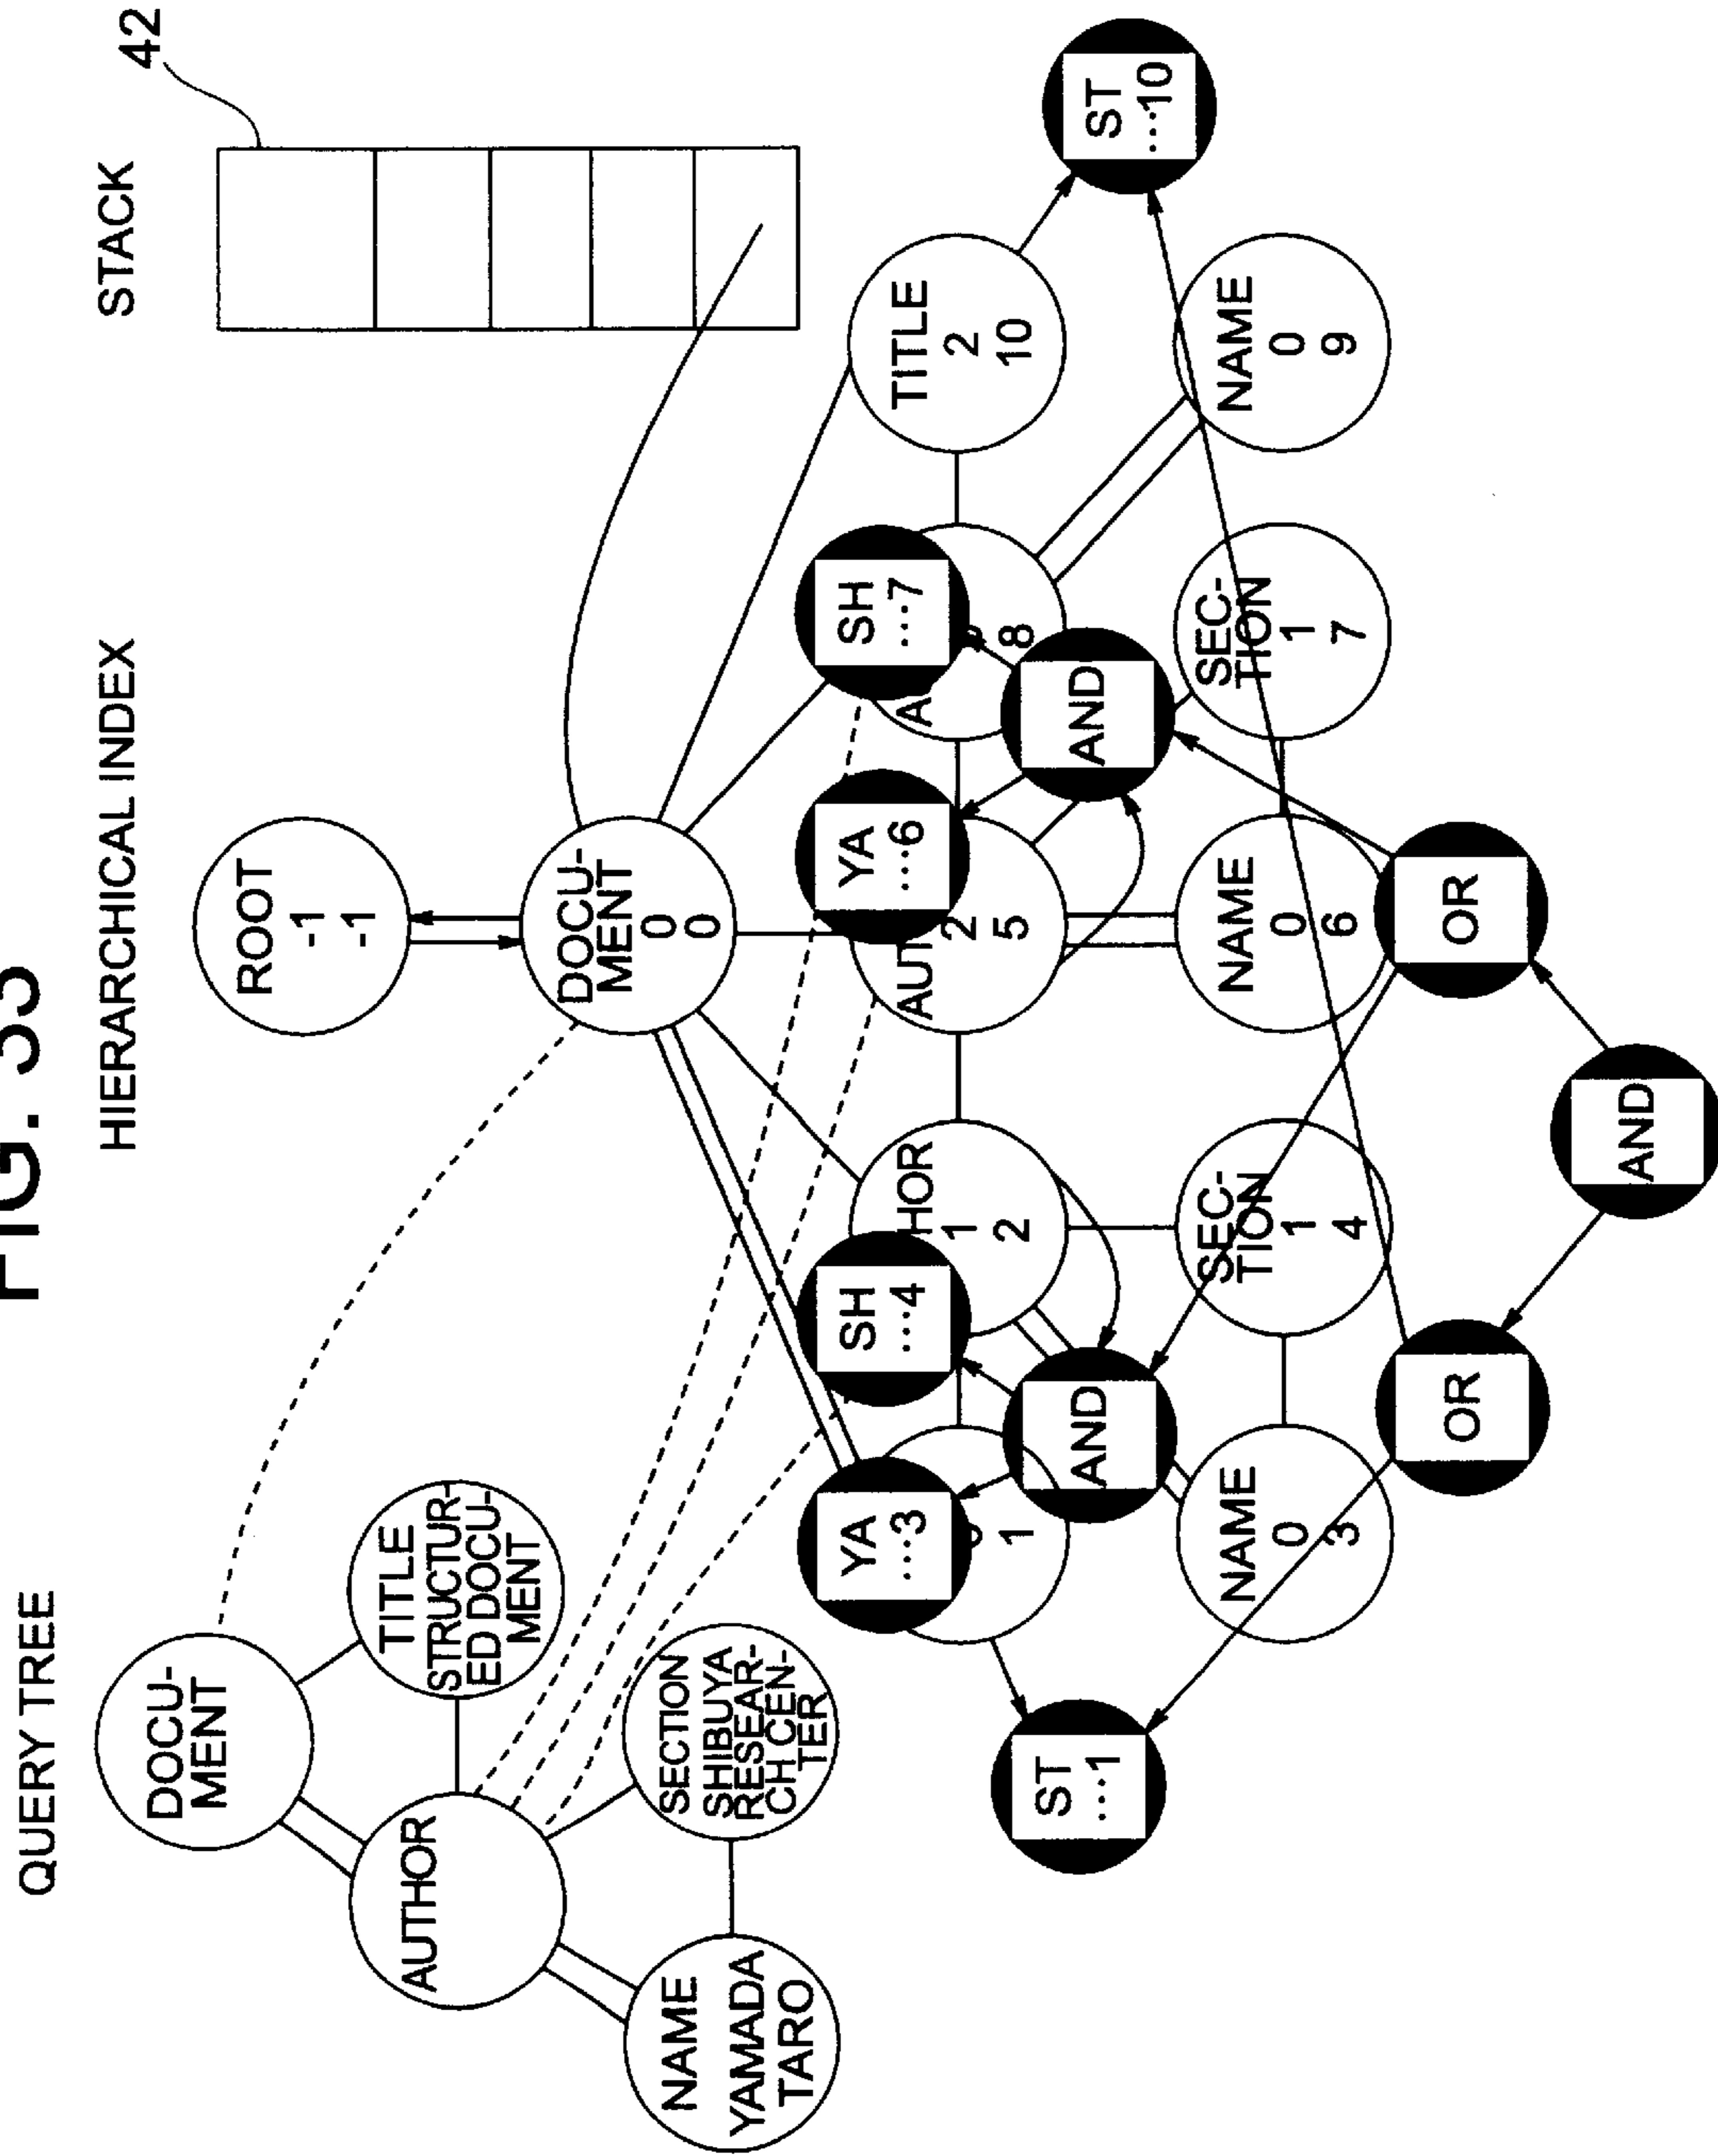 FIG. 35
QUERY TREE
HIERARCHICAL INDEX
STACK
42
DOCU-
MENT
AUTHOR
TITLE
STRUCTUR-
ED DOCU-
MENT
NAME
YAMADA
TARO
SECTION
SHIBUYA
RESEAR-
CH CEN-
TER
ROOT
-1
-1
DOCU-
MENT
0
0
YA
...3
1
SH
...4
HOR
1
2
YA
...6
AUT
2
5
SH
...7
A
8
TITLE
2
10
ST
...10
ST
...1
AND
AND
NAME
0
3
SEC-
TION
1
4
NAME
0
6
SEC-
TION
1
7
NAME
0
9
OR
OR
AND